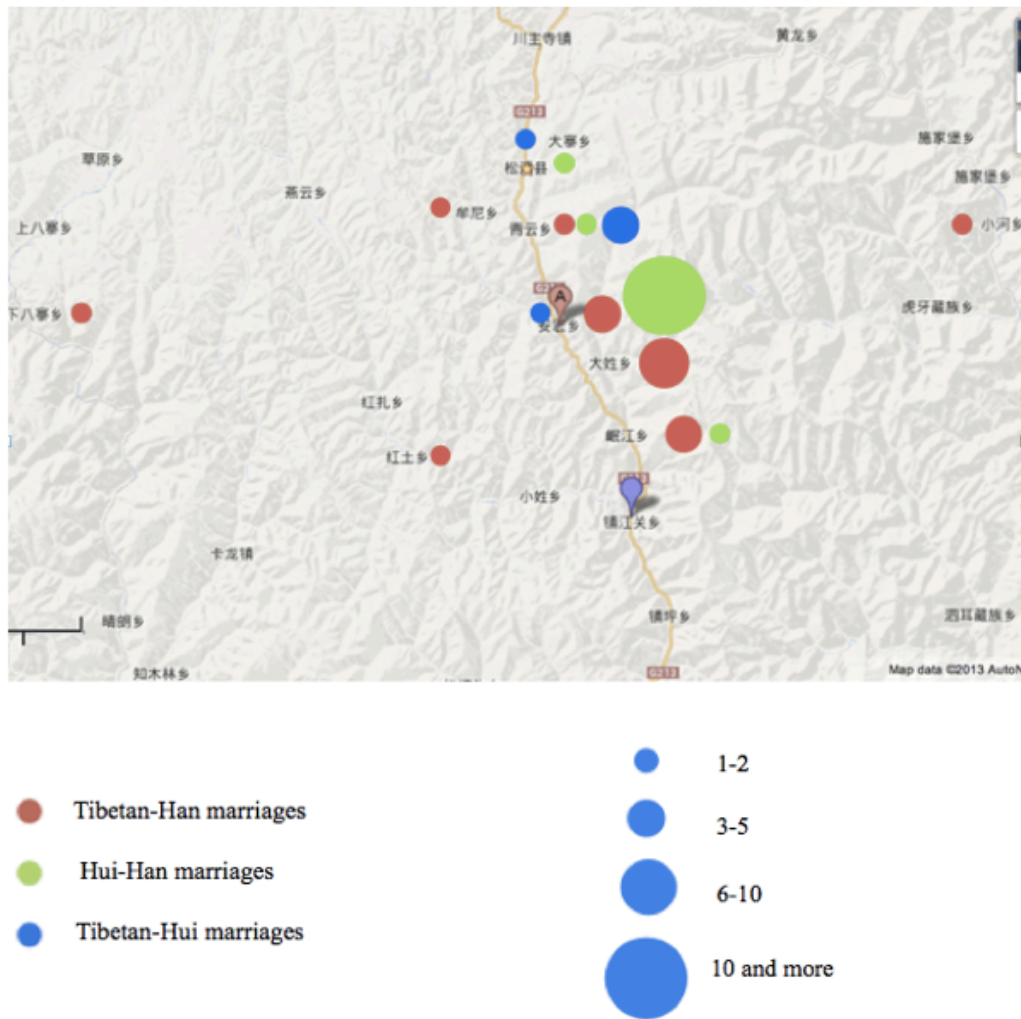 川主寺镇
黄龙乡
G213
大寨乡
施家堡乡
草原乡
松潘县
施家堡乡
燕云乡
牟尼乡
上八寨乡
青云乡
小河乡
A
虎牙藏族乡
下八寨乡
安宏乡
大姓乡
红扎乡
岷江乡
红土乡
G213
小姓乡
镇江关乡
卡龙镇
晴朗乡
镇坪乡
泗耳藏族乡
知木林乡
G213
Map data ©2013 AutoN
Tibetan-Han marriages
Hui-Han marriages
Tibetan-Hui marriages
1-2
3-5
6-10
10 and more